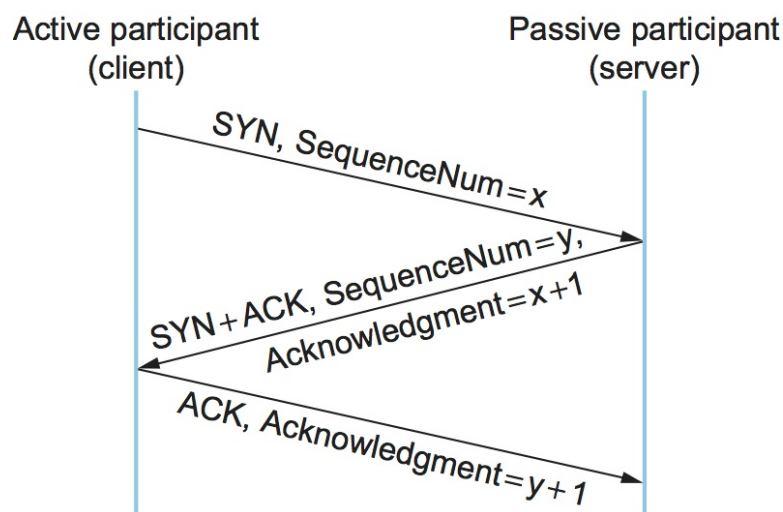 Active participant
(client)
Passive participant
(server)
SYN, SequenceNum=x
SYN+ACK, SequenceNum=y,
Acknowledgment=x+1
ACK, Acknowledgment=y+1